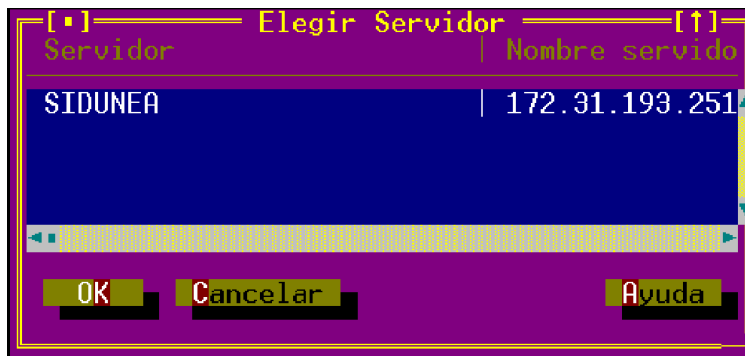 [▪] Elegir Servidor [↑]
Servidor | Nombre servido
SIDUNEA | 172.31.193.251
OK Cancelar Ayuda